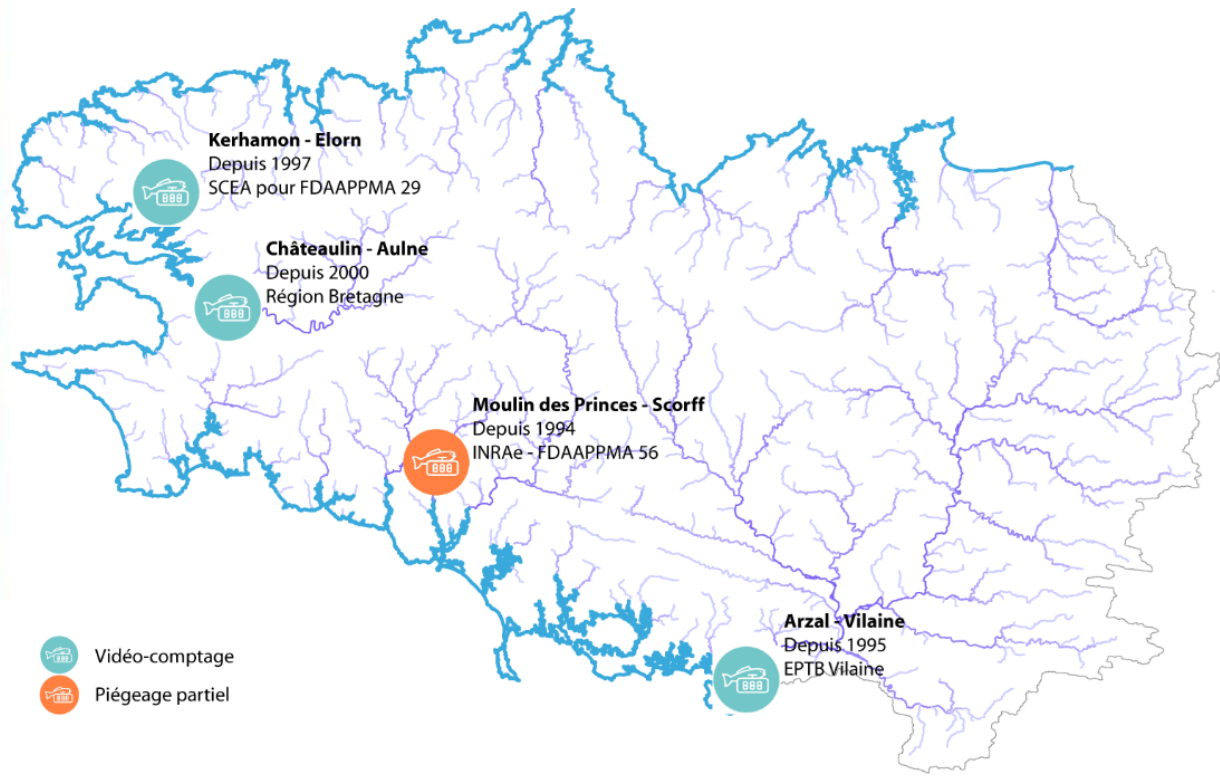 Kerhamon - Elorn
Depuis 1997
SCEA pour FDAAPPMA 29
Châteaulin - Aulne
Depuis 2000
Région Bretagne
Moulin des Princes - Scorff
Depuis 1994
INRAe - FDAAPPMA 56
Arzal - Vilaine
Depuis 1995
EPTB Vilaine
Vidéo-comptage
Piégeage partiel